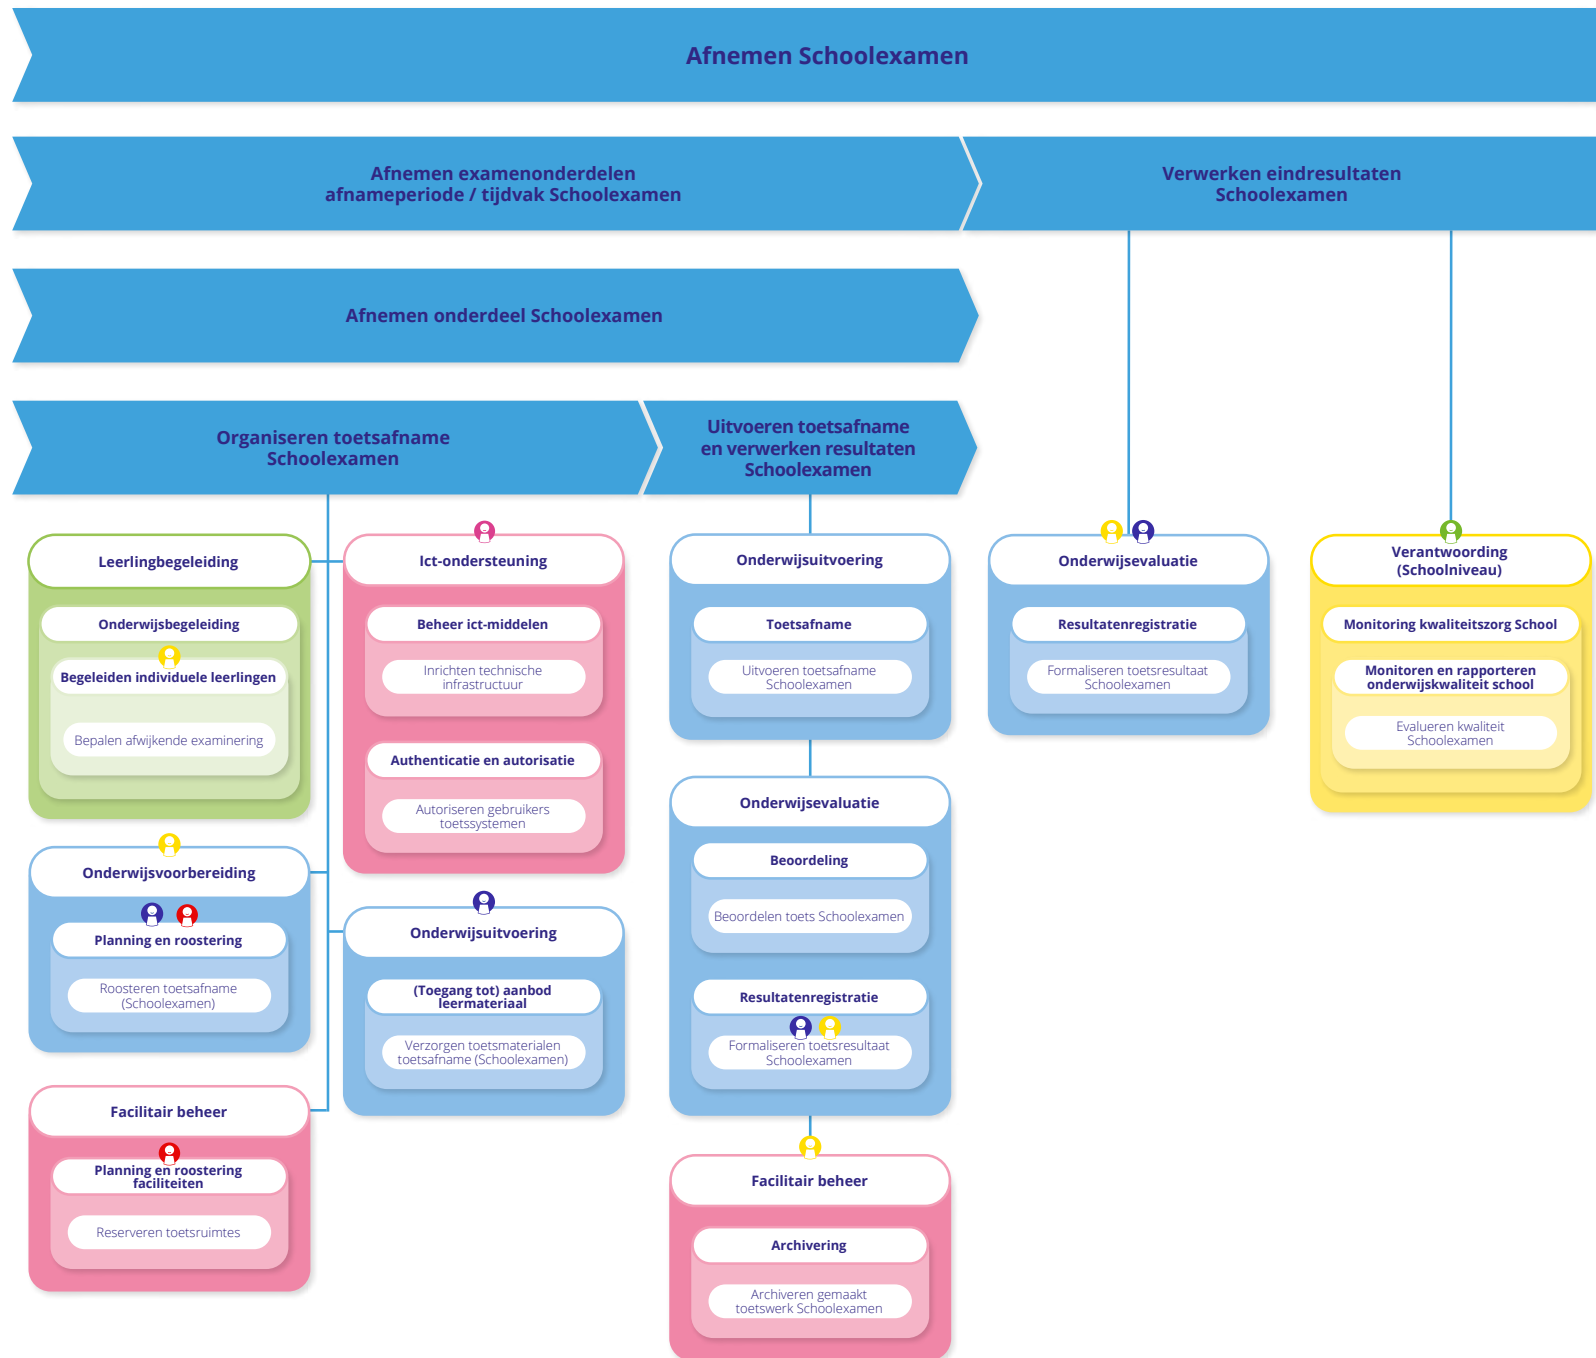 Afnemen Schoolexamen
Afnemen examenonderdelen
afnameperiode / tijdvak Schoolexamen
Verwerken eindresultaten
Schoolexamen
Afnemen onderdeel Schoolexamen
Organiseren toetsafname
Schoolexamen
Uitvoeren toetsafname
en verwerken resultaten
Schoolexamen
Leerlingbegeleiding
Onderwijsbegeleiding
Begeleiden individuele leerlingen
Bepalen afwijkende examinering
Onderwijsvoorbereiding
Planning en roostering
Roosteren toetsafname
(Schoolexamen)
Facilitair beheer
Planning en roostering
faciliteiten
Reserveren toetsruimtes
Ict-ondersteuning
Beheer ict-middelen
Inrichten technische
infrastructuur
Authenticatie en autorisatie
Autoriseren gebruikers
toetssystemen
Onderwijsuitvoering
(Toegang tot) aanbod
leermateriaal
Verzorgen toetsmaterialen
toetsafname (Schoolexamen)
Onderwijsuitvoering
Toetsafname
Uitvoeren toetsafname
Schoolexamen
Onderwijsevaluatie
Beoordeling
Beoordelen toets Schoolexamen
Resultatenregistratie
Formaliseren toetsresultaat
Schoolexamen
Facilitair beheer
Archivering
Archiveren gemaakt
toetswerk Schoolexamen
Onderwijsevaluatie
Resultatenregistratie
Formaliseren toetsresultaat
Schoolexamen
Verantwoording
(Schoolniveau)
Monitoring kwaliteitszorg School
Monitoren en rapporteren
onderwijskwaliteit school
Evalueren kwaliteit
Schoolexamen